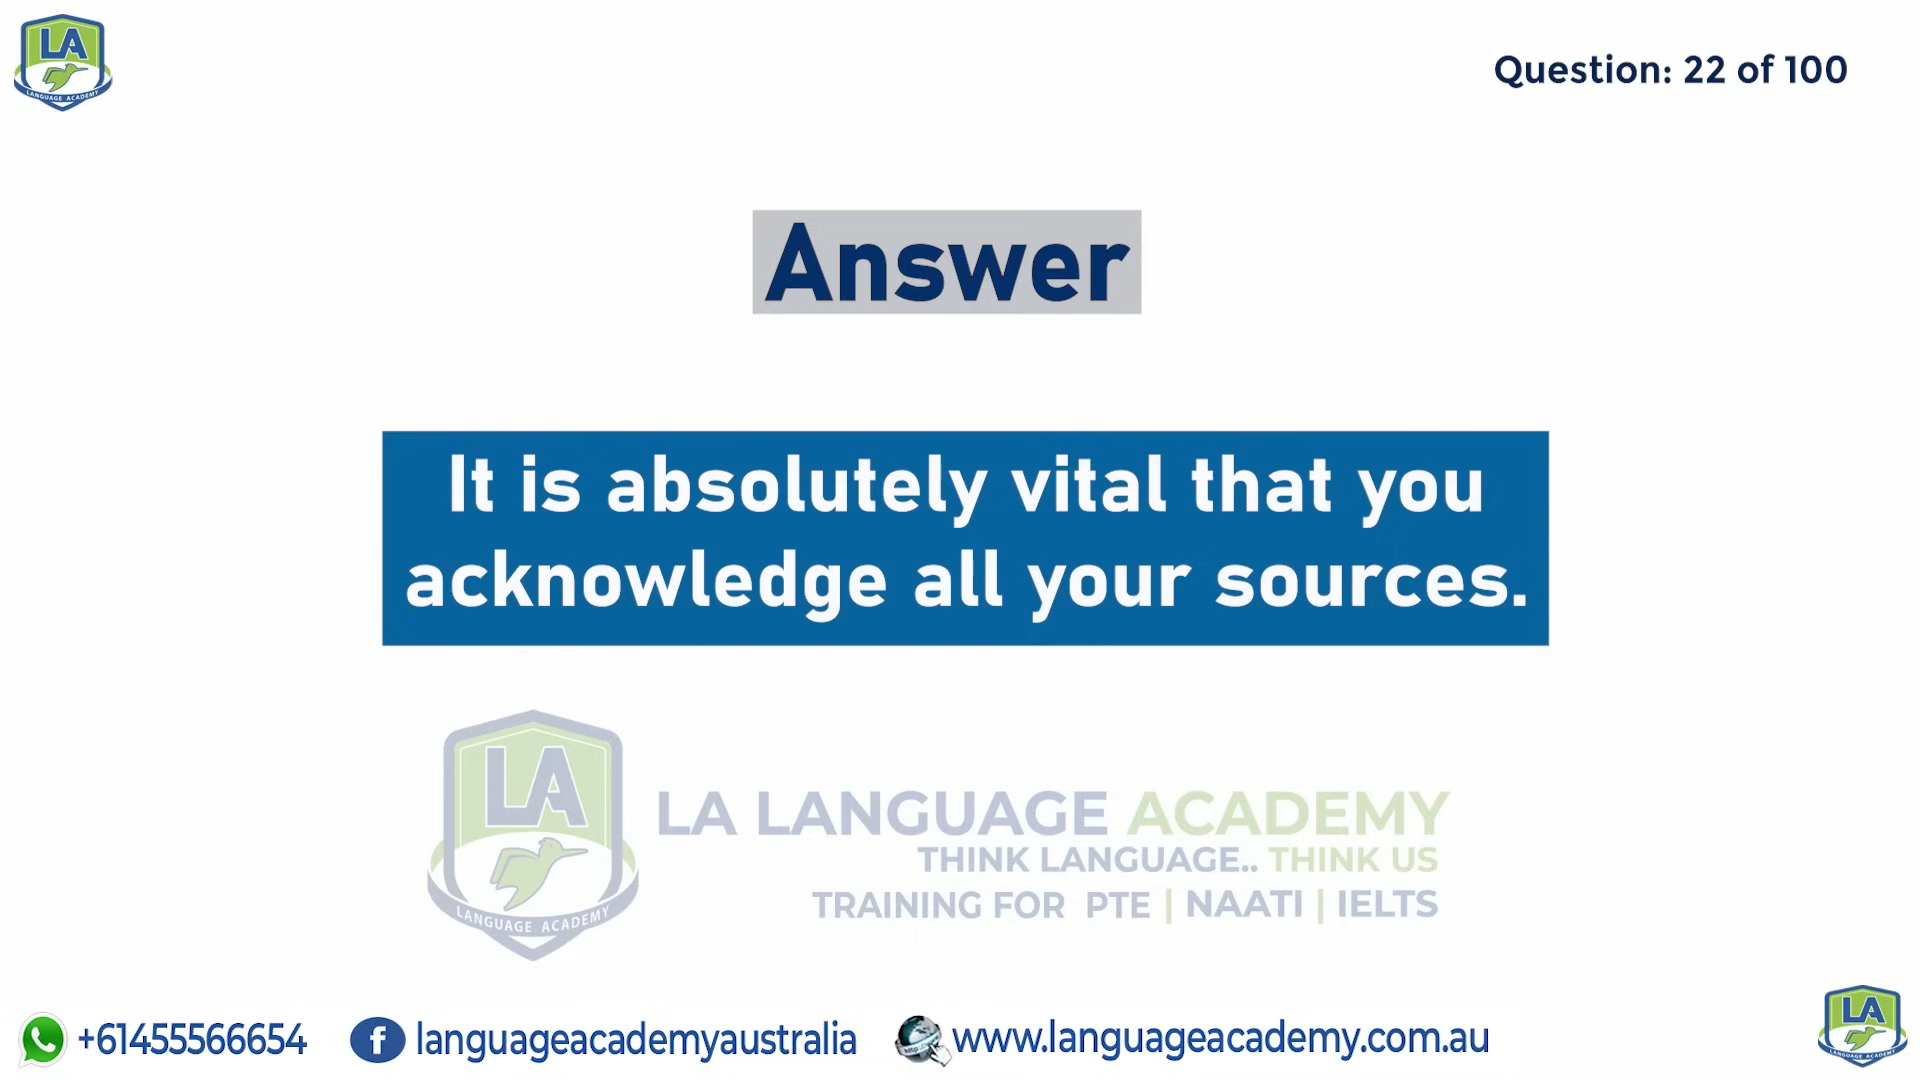 LA
LANGUAGE ACADEMY
Question: 22 of 100
Answer
It is absolutely vital that you
acknowledge all your sources.
LA
LANGUAGE ACADEMY
LA LANGUAGE ACADEMY
THINK LANGUAGE.. THINK US
TRAINING FOR PTE | NAATI | IELTS
+61455566654
languageacademyaustralia
www.languageacademy.com.au
LA
LANGUAGE ACADEMY